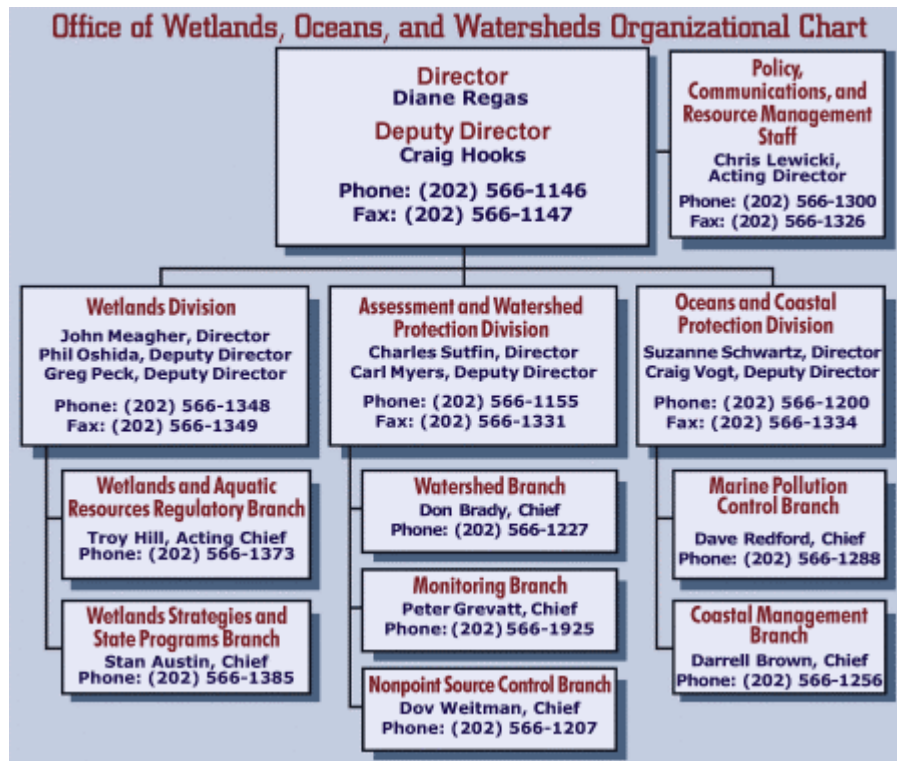 Office of Wetlands, Oceans, and Watersheds Organizational Chart
Director
Diane Regas
Deputy Director
Craig Hooks
Phone: (202) 566-1146
Fax: (202) 566-1147
Policy,
Communications, and
Resource Management
Staff
Chris Lewicki,
Acting Director
Phone: (202) 566-1300
Fax: (202) 566-1326
Wetlands Division
John Meagher, Director
Phil Oshida, Deputy Director
Greg Peck, Deputy Director
Phone: (202) 566-1348
Fax: (202) 566-1349
Wetlands and Aquatic
Resources Regulatory Branch
Troy Hill, Acting Chief
Phone: (202) 566-1373
Wetlands Strategies and
State Programs Branch
Stan Austin, Chief
Phone: (202) 566-1385
Assessment and Watershed
Protection Division
Charles Sutfin, Director
Carl Myers, Deputy Director
Phone: (202) 566-1155
Fax: (202) 566-1331
Watershed Branch
Don Brady, Chief
Phone: (202) 566-1227
Monitoring Branch
Peter Grevatt, Chief
Phone: (202) 566-1925
Nonpoint Source Control Branch
Dov Weitman, Chief
Phone: (202) 566-1207
Oceans and Coastal
Protection Division
Suzanne Schwartz, Director
Craig Vogt, Deputy Director
Phone: (202) 566-1200
Fax: (202) 566-1334
Marine Pollution
Control Branch
Dave Redford, Chief
Phone: (202) 566-1288
Coastal Management
Branch
Darrell Brown, Chief
Phone: (202) 566-1256